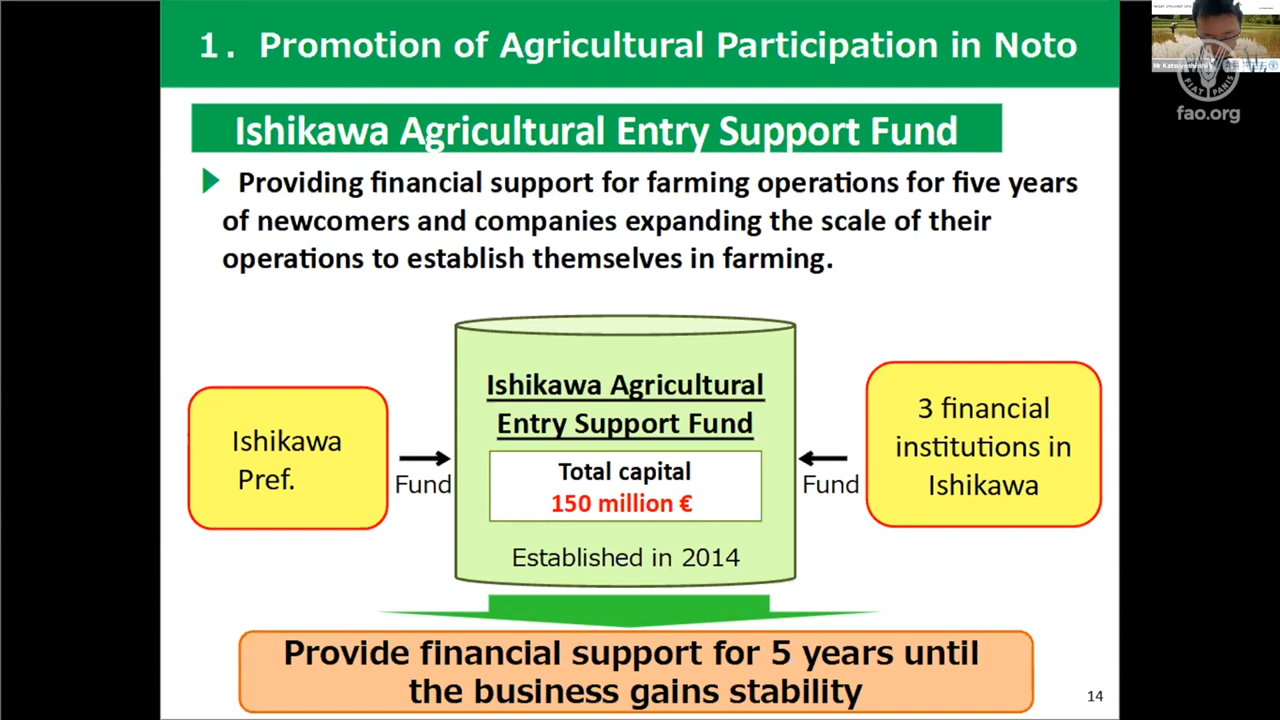 1. Promotion of Agricultural Participation in Noto
Ishikawa Agricultural Entry Support Fund
Providing financial support for farming operations for five years
of newcomers and companies expanding the scale of their
operations to establish themselves in farming.
Ishikawa
Pref.
Fund
Ishikawa Agricultural
Entry Support Fund
Total capital
150 million €
Established in 2014
Fund
3 financial
institutions in
Ishikawa
Provide financial support for 5 years until
the business gains stability
14
FIAT PANIS
fao.org